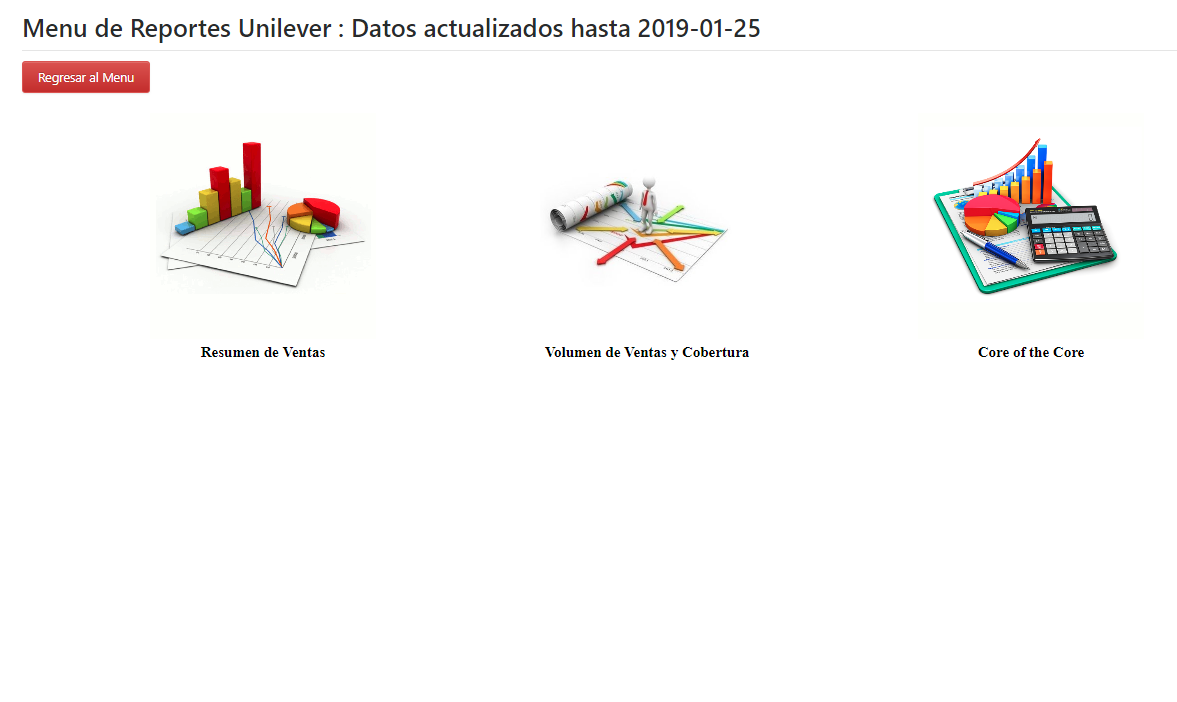 Menu de Reportes Unilever : Datos actualizados hasta 2019-01-25
Regresar al Menu
Resumen de Ventas
Volumen de Ventas y Cobertura
Core of the Core